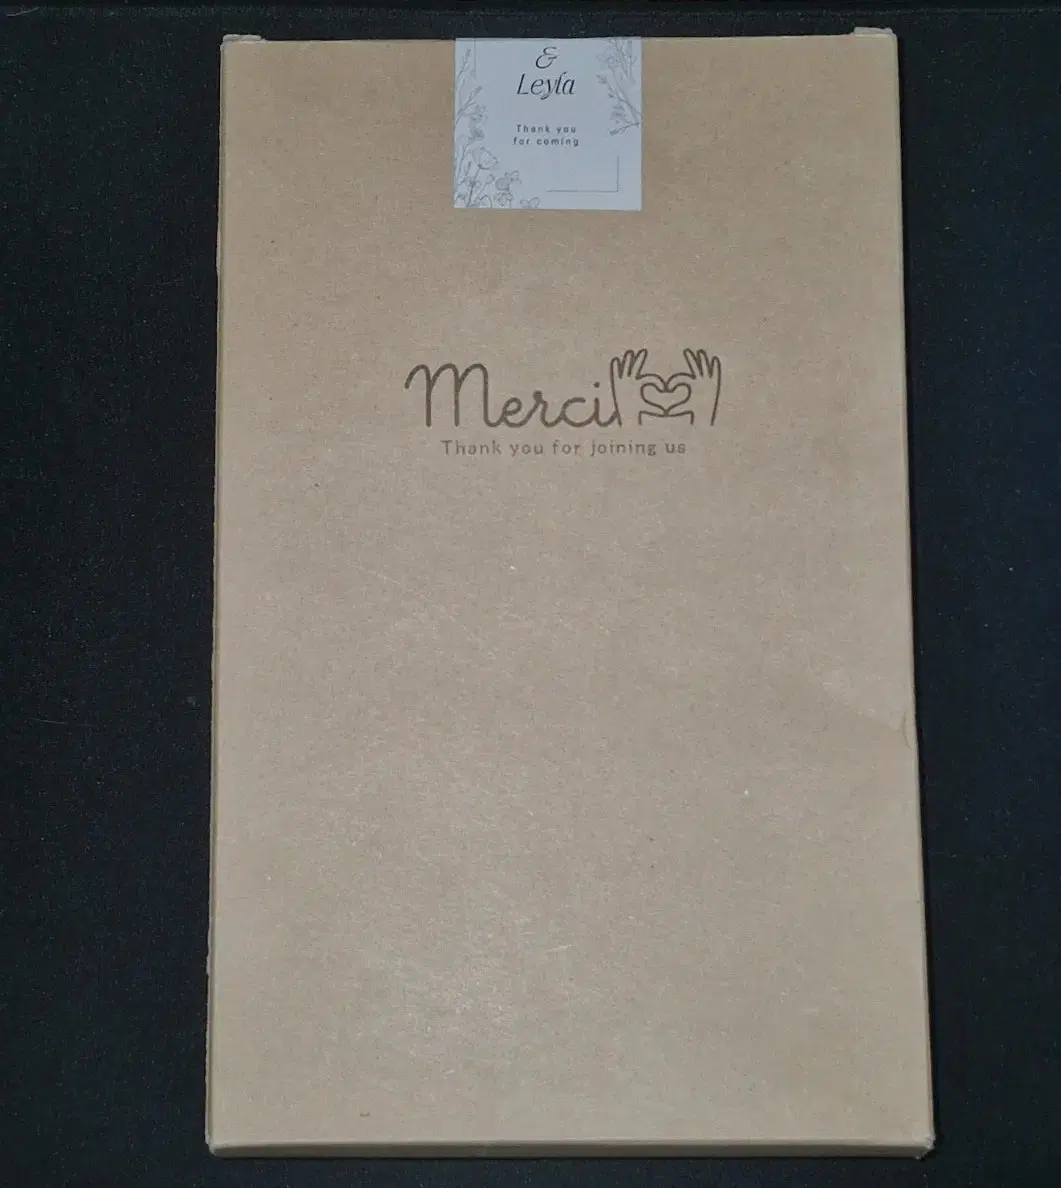 &
Leyla
Thank you
for coming
Merci
Thank you for joining us